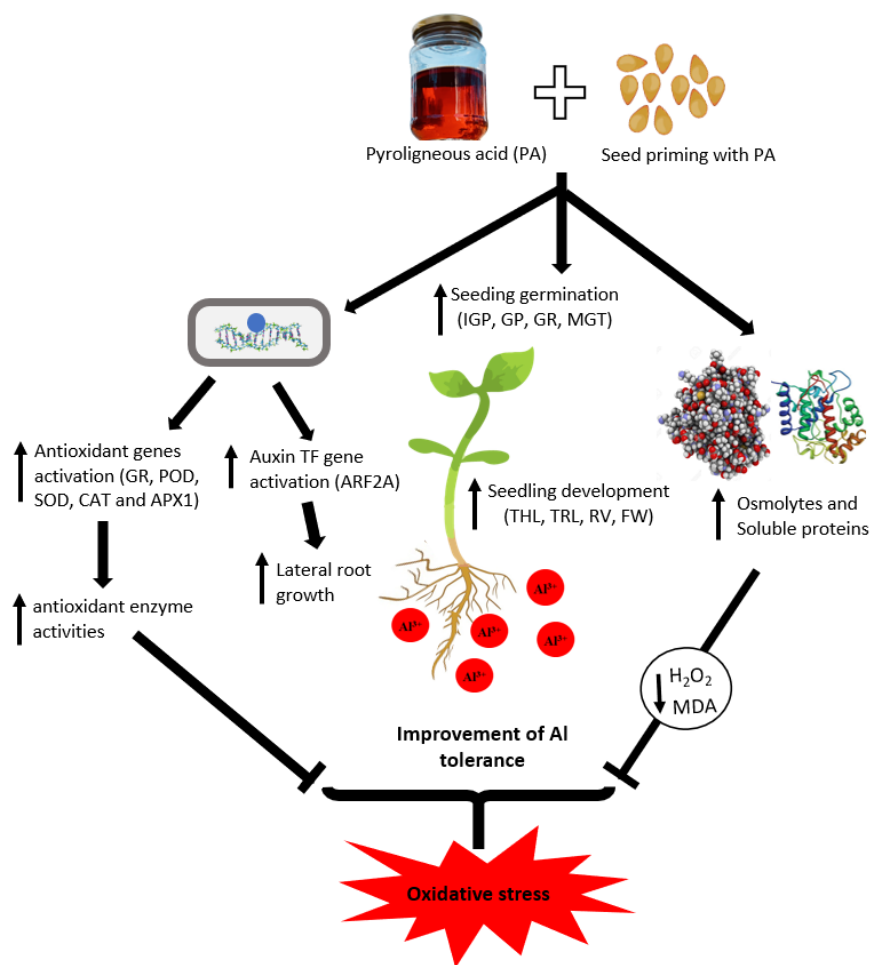 Pyroligneous acid (PA)
Seed priming with PA
Seeding germination
(IGP, GP, GR, MGT)
Antioxidant genes
activation (GR, POD,
SOD, CAT and APX1)
Auxin TF gene
activation (ARF2A)
Seedling development
(THL, TRL, RV, FW)
Osmolytes and
Soluble proteins
Lateral root
growth
antioxidant enzyme
activities
Al³⁺
Al³⁺
Al³⁺
Al³⁺
Al³⁺
H₂O₂
MDA
Improvement of Al
tolerance
Oxidative stress